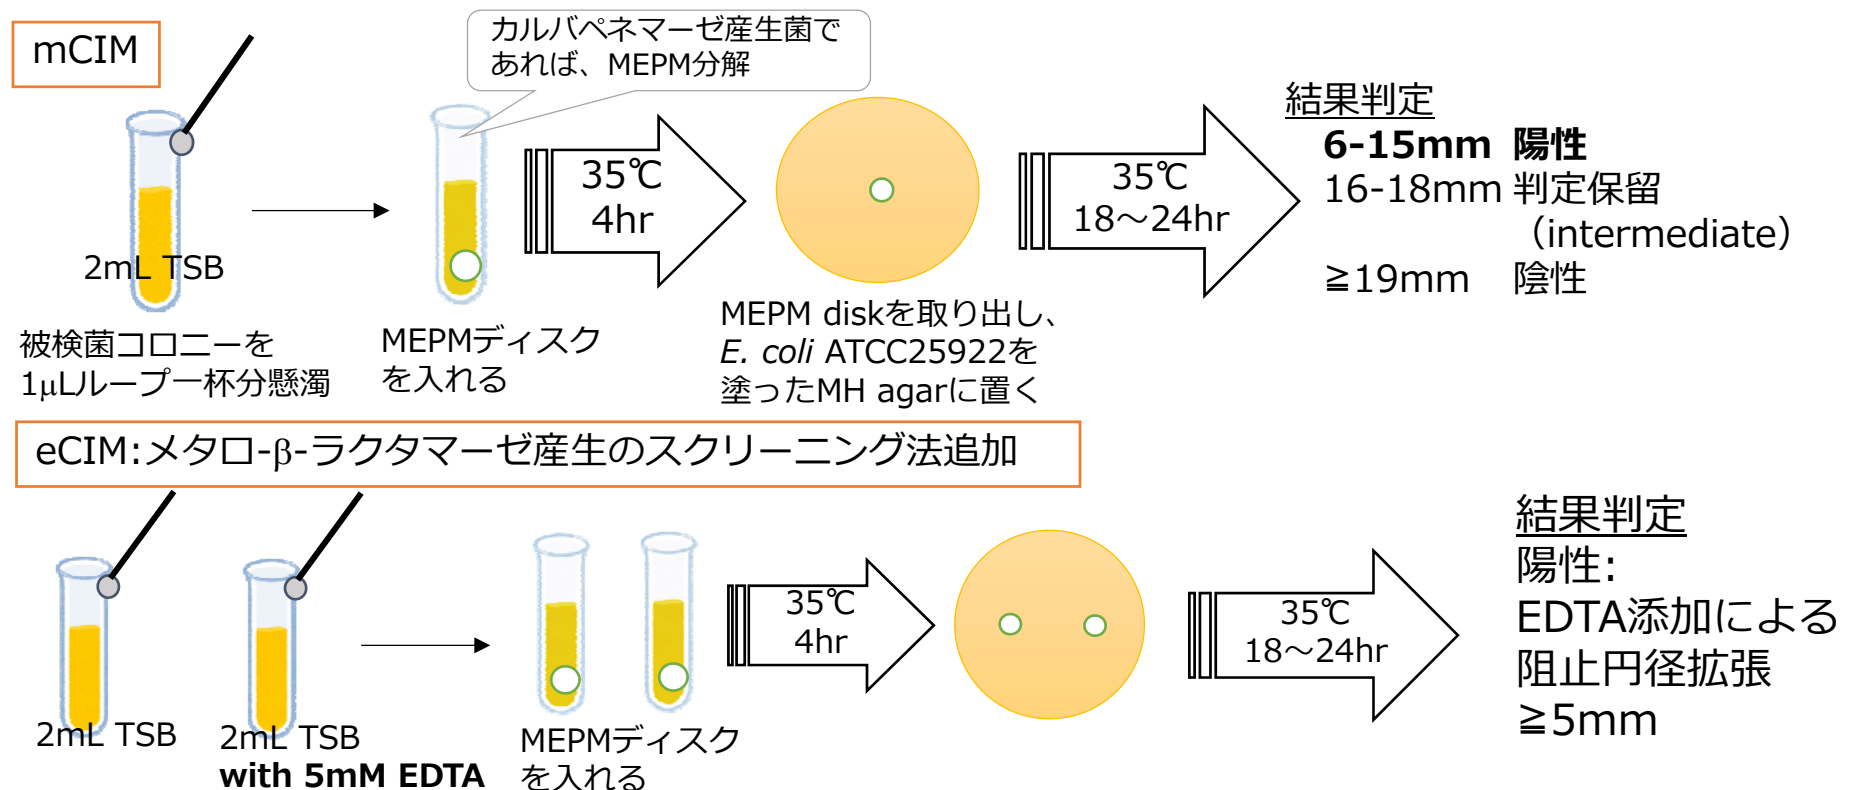 mCIM
カルバペネマーゼ産生菌で
あれば、MEPM分解
2mL TSB
被検菌コロニーを
1μLループ一杯分懸濁
MEPMディスク
を入れる
35℃
4hr
MEPM diskを取り出し、
E. coli ATCC25922を
塗ったMH agarに置く
35℃
18～24hr
結果判定
6-15mm 陽性
16-18mm 判定保留
（intermediate）
≧19mm 陰性
eCIM:メタロ-β-ラクタマーゼ産生のスクリーニング法追加
2mL TSB
2mL TSB
with 5mM EDTA
MEPMディスク
を入れる
35℃
4hr
35℃
18～24hr
結果判定
陽性:
EDTA添加による
阻止円径拡張
≧5mm